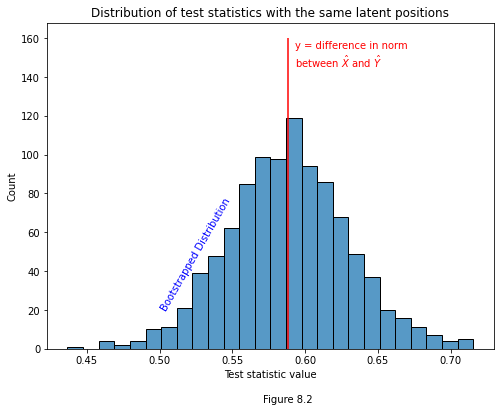 Distribution of test statistics with the same latent positions
160
140
120
100
80
60
40
20
0
Count
y = difference in norm
between X̂ and Ŷ
Bootstrapped Distribution
0.45 0.50 0.55 0.60 0.65 0.70
Test statistic value
Figure 8.2